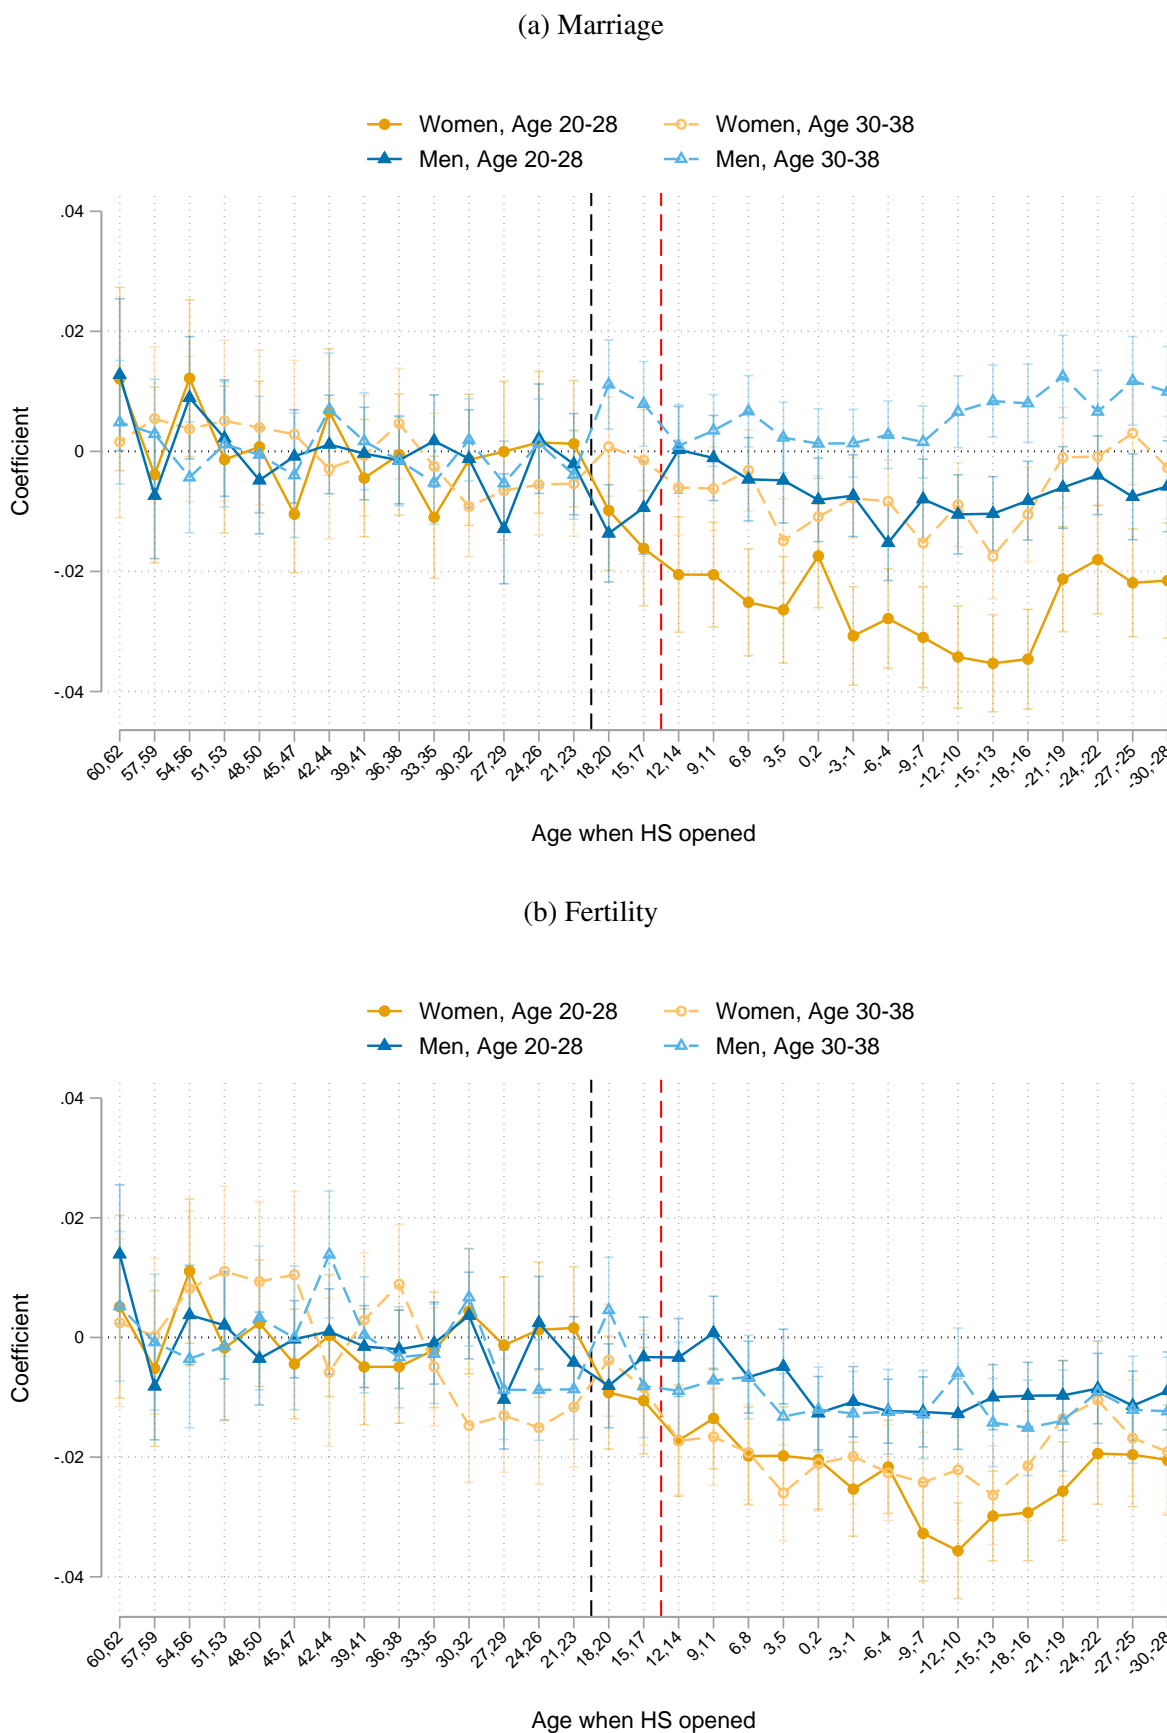 (a) Marriage
Women, Age 20-28 Women, Age 30-38
Men, Age 20-28 Men, Age 30-38
.04
.02
0
-.02
-.04
Coefficient
60,62 57,59 54,56 51,53 48,50 45,47 42,44 39,41 36,38 33,35 30,32 27,29 24,26 21,23 18,20 15,17 12,14 9,11 6,8 3,5 0,2 -3,-1 -6,-4 -9,-7 -12,-10 -15,-13 -18,-16 -21,-19 -24,-22 -27,-25 -30,-28
Age when HS opened
(b) Fertility
Women, Age 20-28 Women, Age 30-38
Men, Age 20-28 Men, Age 30-38
.04
.02
0
-.02
-.04
Coefficient
60,62 57,59 54,56 51,53 48,50 45,47 42,44 39,41 36,38 33,35 30,32 27,29 24,26 21,23 18,20 15,17 12,14 9,11 6,8 3,5 0,2 -3,-1 -6,-4 -9,-7 -12,-10 -15,-13 -18,-16 -21,-19 -24,-22 -27,-25 -30,-28
Age when HS opened